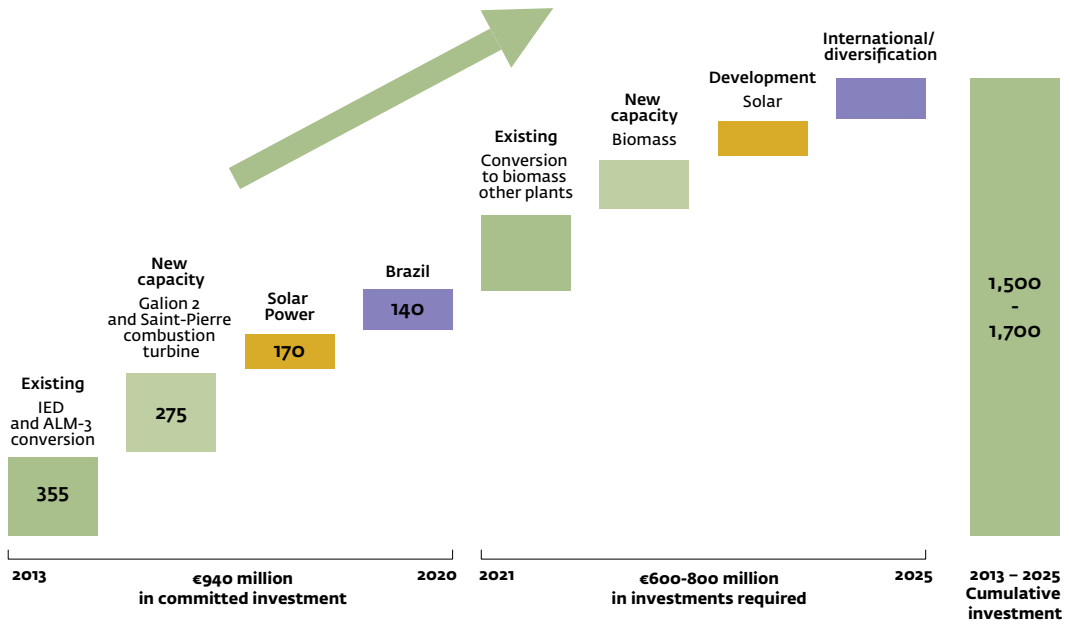 Existing
IED
and ALM-3
conversion
355
New
capacity
Galion 2
and Saint-Pierre
combustion
turbine
275
Solar
Power
170
Brazil
140
Existing
Conversion
to biomass
other plants
New
capacity
Biomass
Development
Solar
International/
diversification
1,500
-
1,700
2013
€940 million
in committed investment
2020
2021
€600-800 million
in investments required
2025
2013 – 2025
Cumulative
investment